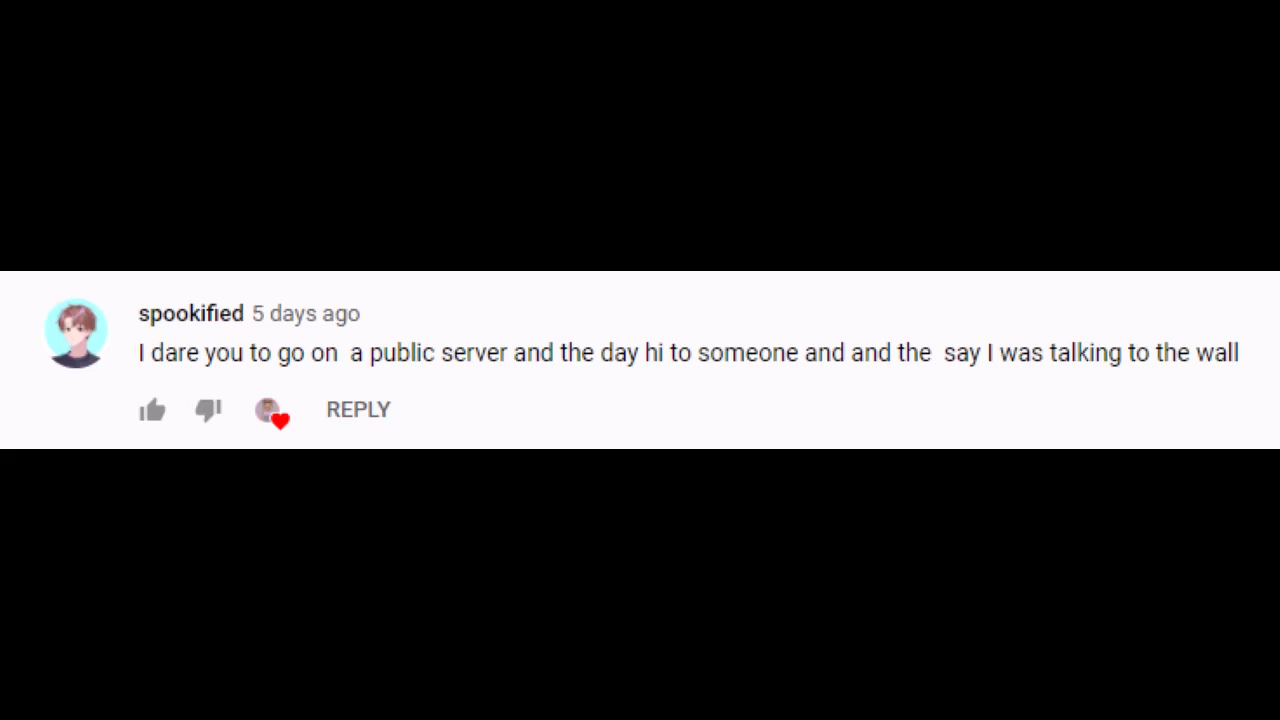 spookified 5 days ago
I dare you to go on  a public server and the day hi to someone and and the  say I was talking to the wall
REPLY